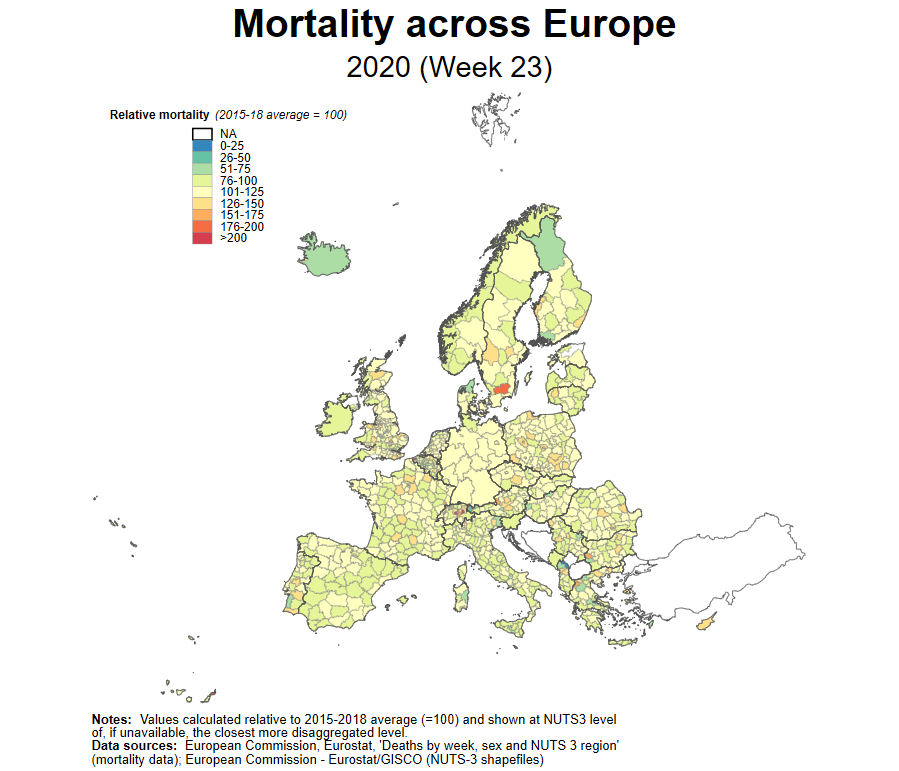 Mortality across Europe
2020 (Week 23)
Relative mortality (2015-18 average = 100)
NA
0-25
26-50
51-75
76-100
101-125
126-150
151-175
176-200
>200
Notes: Values calculated relative to 2015-2018 average (=100) and shown at NUTS3 level
of, if unavailable, the closest more disaggregated level.
Data sources: European Commission, Eurostat, 'Deaths by week, sex and NUTS 3 region'
(mortality data); European Commission - Eurostat/GISCO (NUTS-3 shapefiles)